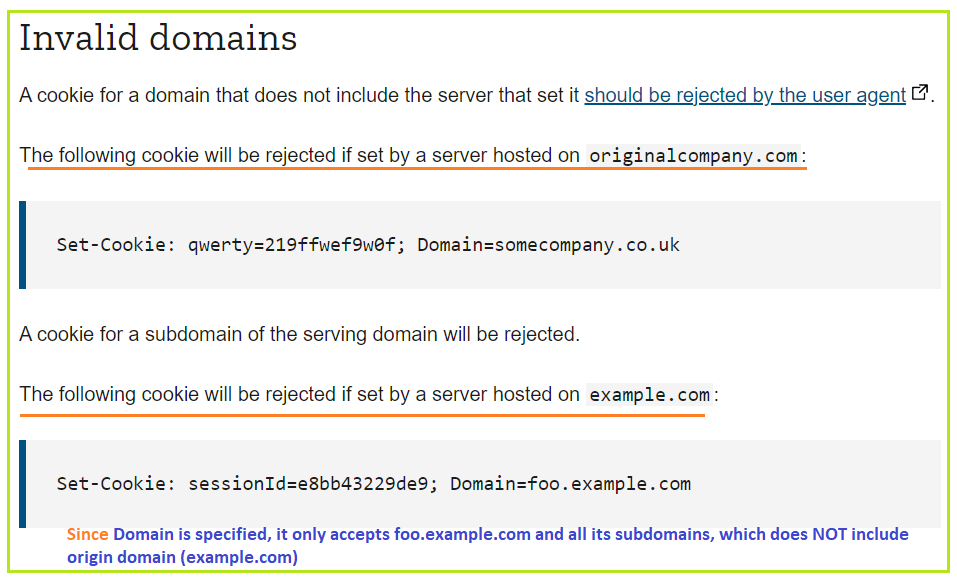 Invalid domains
A cookie for a domain that does not include the server that set it should be rejected by the user agent.
The following cookie will be rejected if set by a server hosted on originalcompany.com:
Set-Cookie: qwerty=219ffwef9w0f; Domain=somecompany.co.uk
A cookie for a subdomain of the serving domain will be rejected.
The following cookie will be rejected if set by a server hosted on example.com:
Set-Cookie: sessionId=e8bb43229de9; Domain=foo.example.com
Since Domain is specified, it only accepts foo.example.com and all its subdomains, which does NOT include
origin domain (example.com)